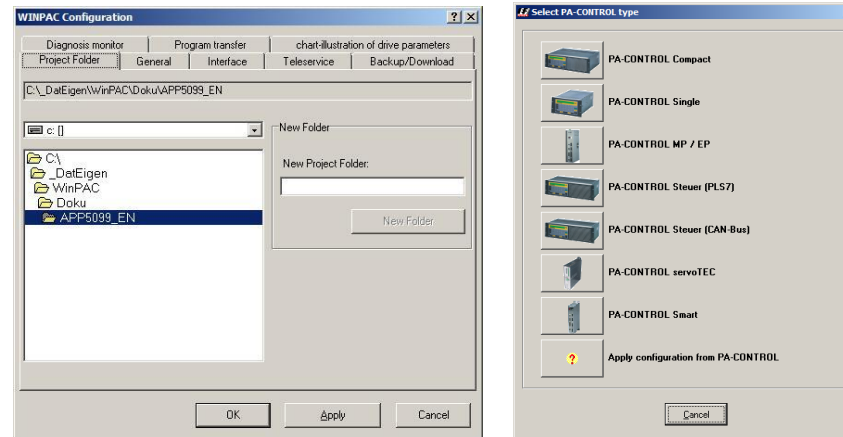 WINPAC Configuration
Diagnosis monitor
Program transfer
chart-illustration of drive parameters
Project Folder
General
Interface
Teleservice
Backup/Download
C:\_DatEigen\WinPAC\Doku\APP5099_EN
c: []
C:\
_DatEigen
WinPAC
Doku
APP5099_EN
New Folder
New Project Folder:
New Folder
OK
Apply
Cancel
Select PA-CONTROL type
PA-CONTROL Compact
PA-CONTROL Single
PA-CONTROL MP / EP
PA-CONTROL Steuer (PLS7)
PA-CONTROL Steuer (CAN-Bus)
PA-CONTROL servoTEC
PA-CONTROL Smart
? Apply configuration from PA-CONTROL
Cancel